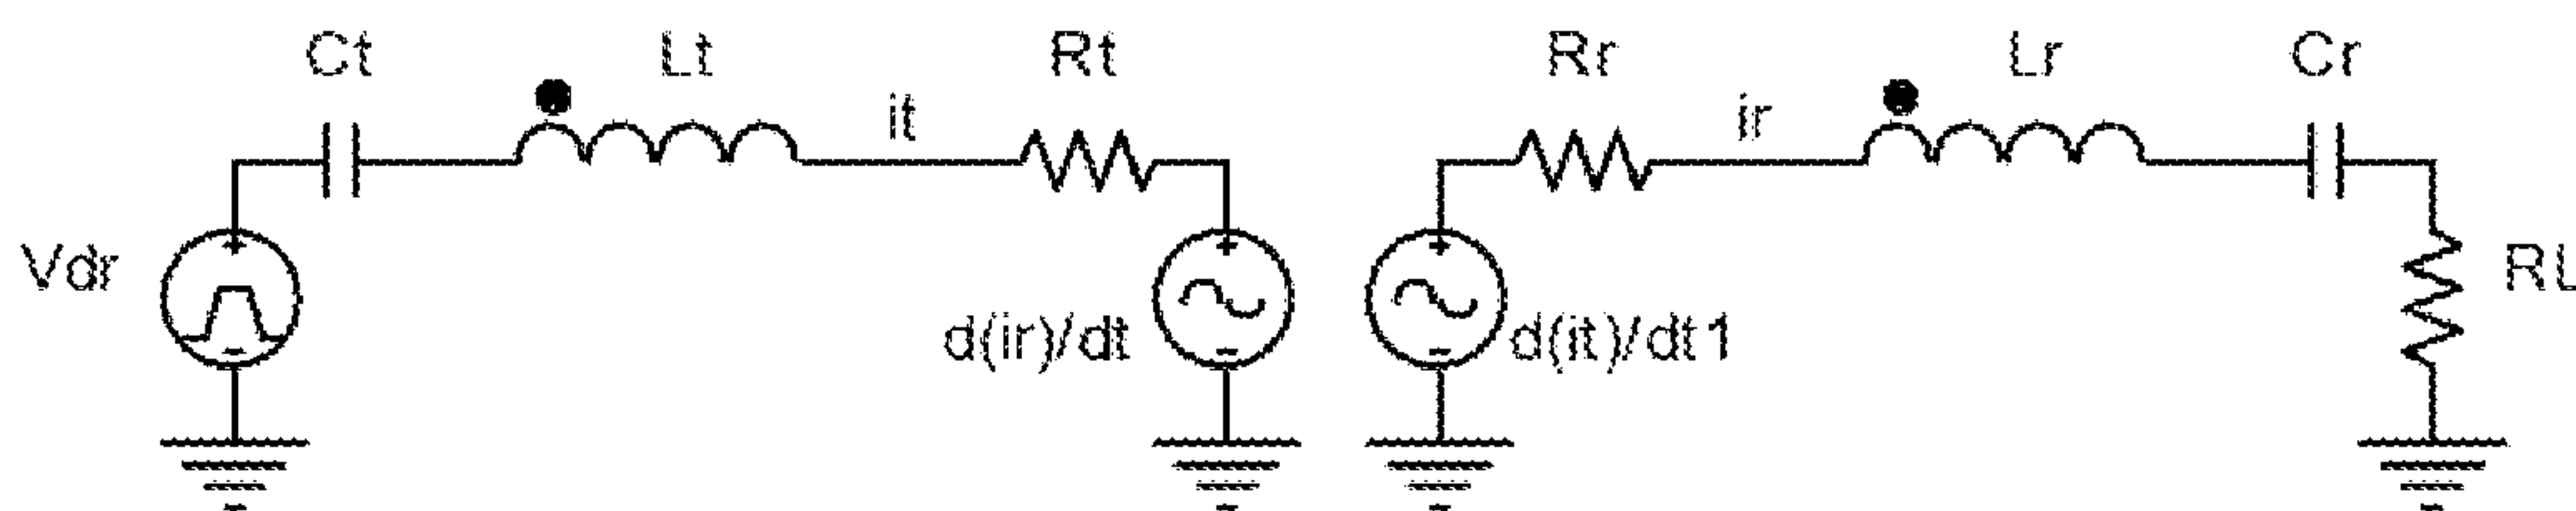 Ct Lt Rt Rr Lr Cr
it ir
Vdr RL
d(ir)/dt d(it)/dt1